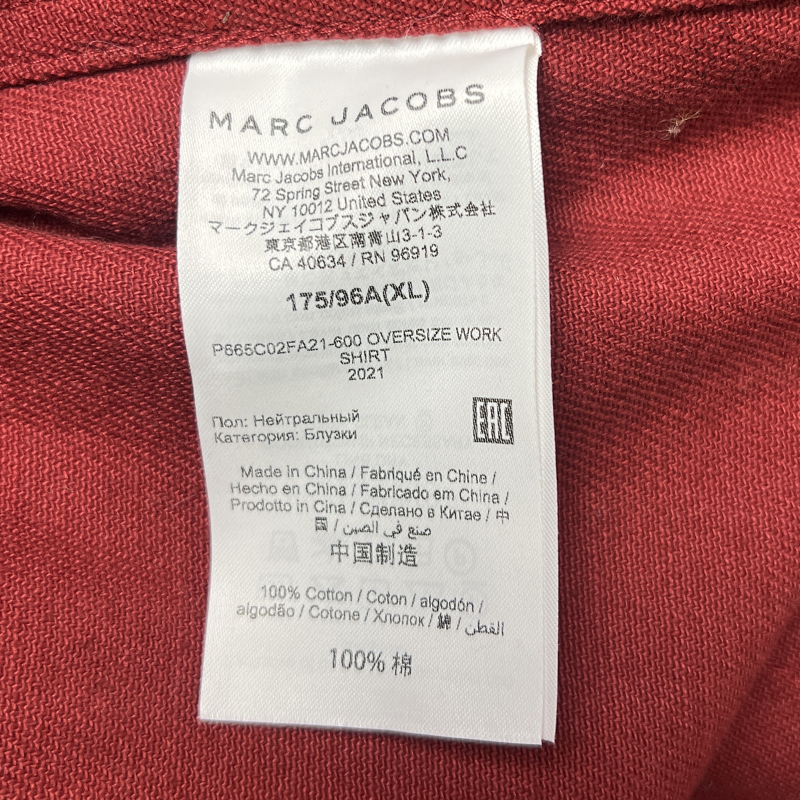 MARC JACOBS
WWW.MARCJACOBS.COM
Marc Jacobs International, L.L.C
72 Spring Street New York,
NY 10012 United States
マークジェイコブスジャパン株式会社
東京都港区南青山3-1-3
CA 40634 / RN 96919
175/96A(XL)
P865C02FA21-600 OVERSIZE WORK
SHIRT
2021
Пол: Нейтральный
Категория: Блузки
EAC
Made in China / Fabriqué en Chine /
Hecho en China / Fabricado em China /
Prodotto in Cina / Сделано в Китае / 中
国 / صنع في الصين
中国制造
100% Cotton / Coton / algodón /
algodão / Cotone / Хлопок / 綿 / القطن
100% 棉